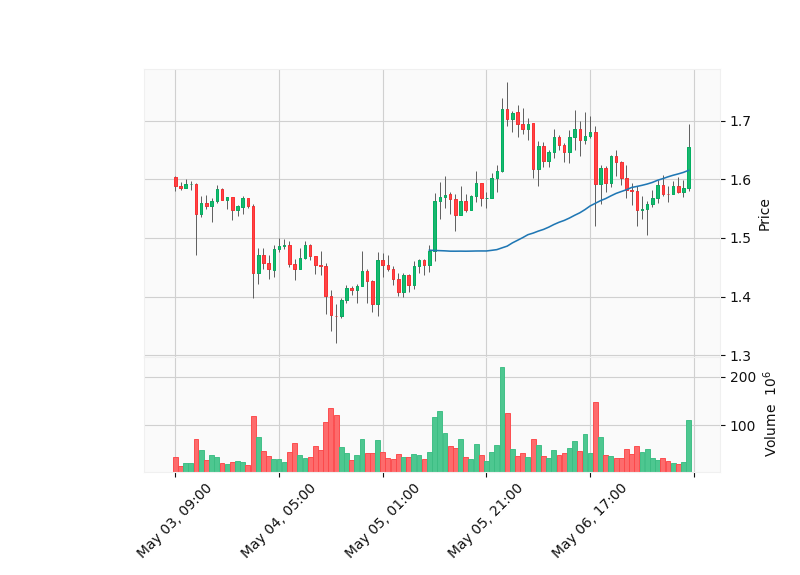 1.7
1.6
1.5
1.4
1.3
Price
200
100
Volume 10^6
May 03, 09:00
May 04, 05:00
May 05, 01:00
May 05, 21:00
May 06, 17:00